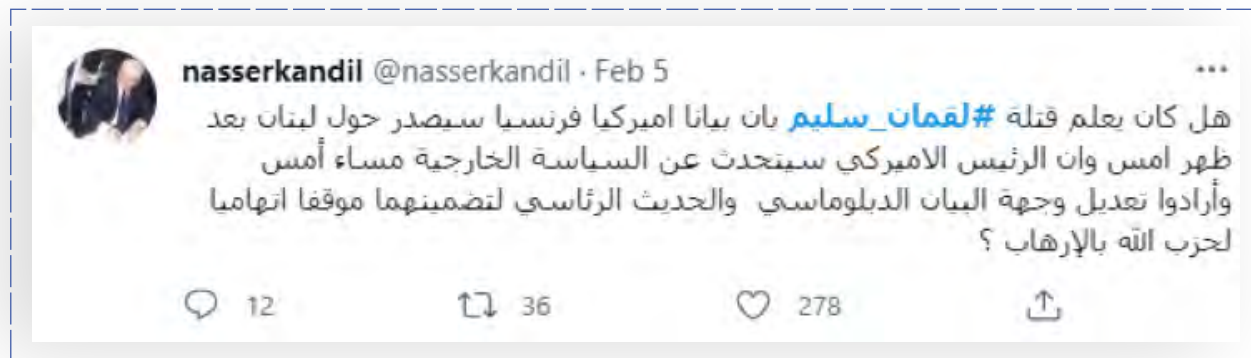 nasserkandil @nasserkandil · Feb 5
هل كان يعلم قتلة #لقمان_سليم بان بيانا اميركيا فرنسيا سيصدر حول لبنان بعد
ظهر امس وان الرئيس الاميركي سيتحدث عن السياسة الخارجية مساء أمس
وأرادوا تعديل وجهة البيان الدبلوماسي والحديث الرئاسي لتضمينهما موقفا اتهاميا
لحزب الله بالإرهاب ؟
12 36 278